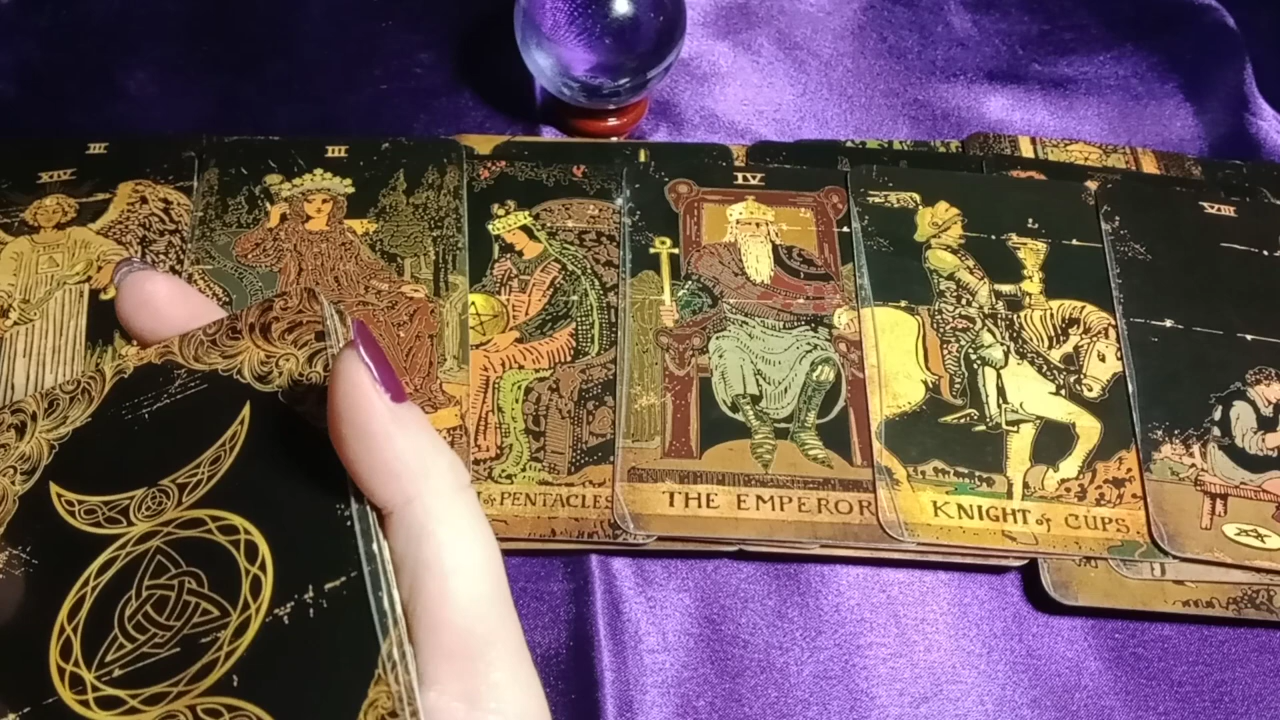 III
XIV
III
IV
VIII
OF PENTACLES
THE EMPEROR
KNIGHT of CUPS